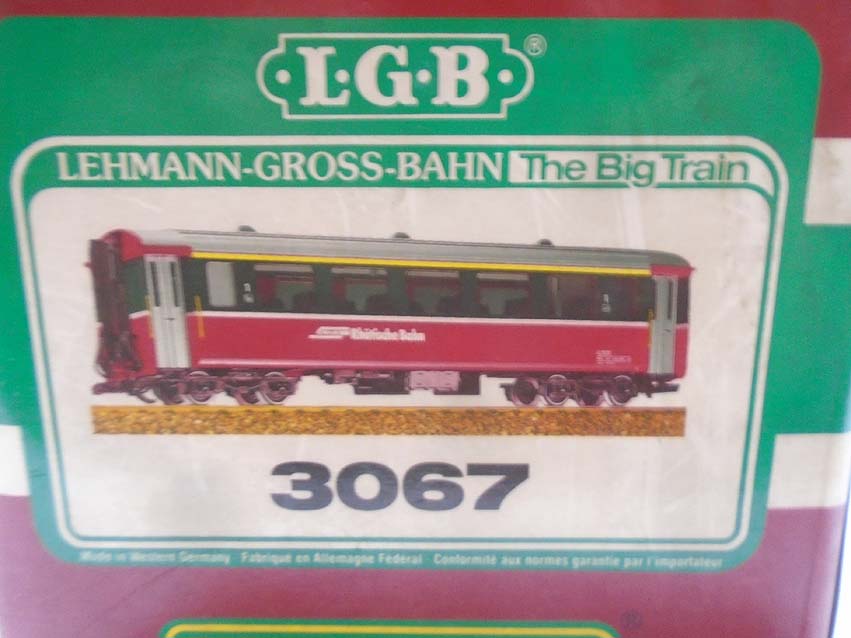 L·G·B®
LEHMANN-GROSS-BAHN The Big Train
Rhätische Bahn
3067
Made in Western Germany Fabriqué en Allemagne Fédéral Conformité aux normes garantie par l'importateur
®